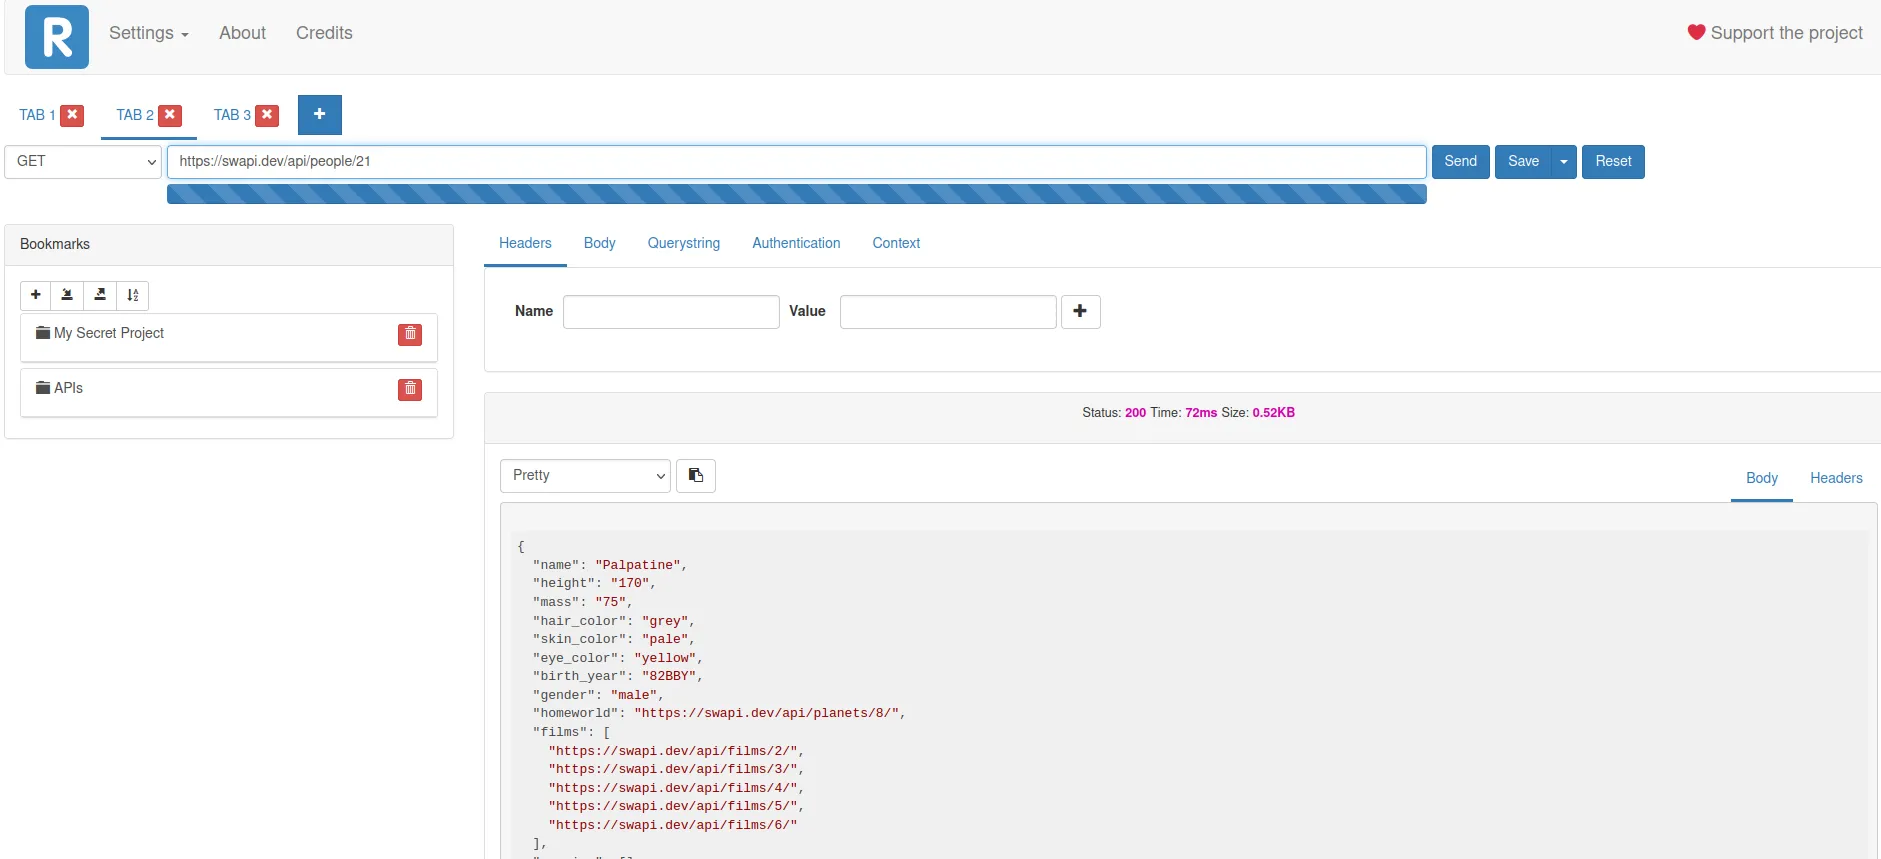 R Settings About Credits Support the project
TAB 1 TAB 2 TAB 3
GET https://swapi.dev/api/people/21 Send Save Reset
Bookmarks
My Secret Project
APIs
Headers Body Querystring Authentication Context
Name Value
Status: 200 Time: 72ms Size: 0.52KB
Pretty Body Headers
{
"name": "Palpatine",
"height": "170",
"mass": "75",
"hair_color": "grey",
"skin_color": "pale",
"eye_color": "yellow",
"birth_year": "82BBY",
"gender": "male",
"homeworld": "https://swapi.dev/api/planets/8/",
"films": [
"https://swapi.dev/api/films/2/",
"https://swapi.dev/api/films/3/",
"https://swapi.dev/api/films/4/",
"https://swapi.dev/api/films/5/",
"https://swapi.dev/api/films/6/"
],